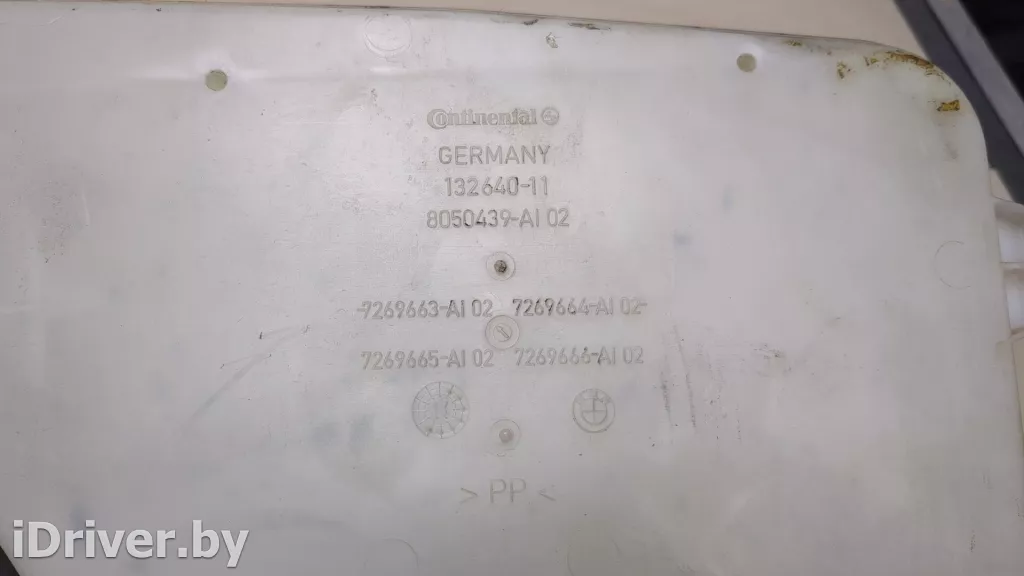 Continental
GERMANY
132640-11
8050439-AI 02
-7269663-AI 02 7269664-AI 02-
7269665-AI 02 7269666-AI 02
> PP <
iDriver.by